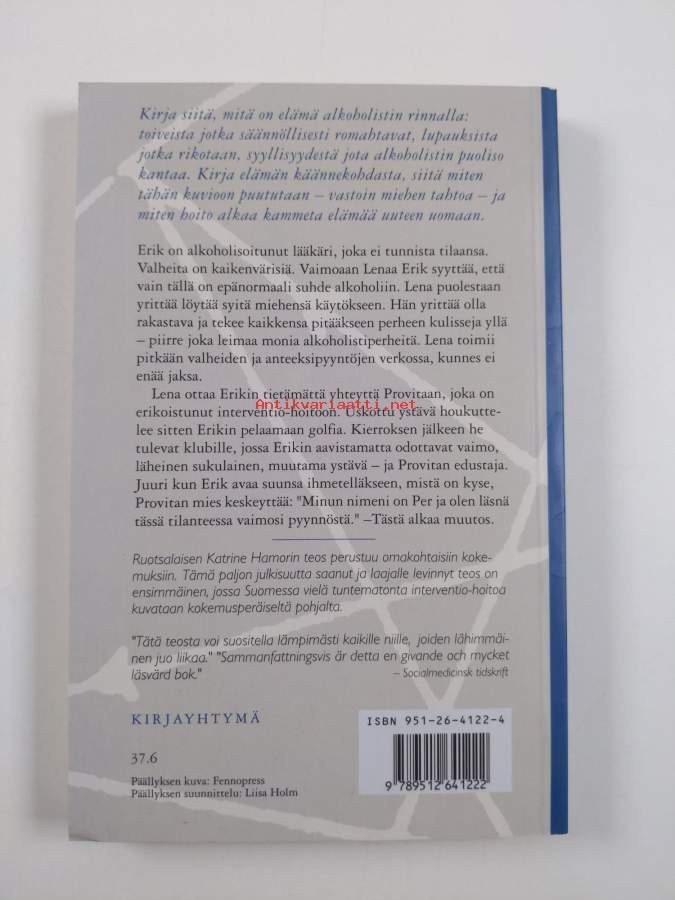 Kirja siitä, mitä on elämä alkoholistin rinnalla:
toiveista jotka säännöllisesti romahtavat, lupauksista
jotka rikotaan, syyllisyydestä jota alkoholistin puoliso
kantaa. Kirja elämän käännekohdasta, siitä miten
tähän kuvioon puututaan – vastoin miehen tahtoa – ja
miten hoito alkaa kammeta elämää uuteen uomaan.
Erik on alkoholisoitunut lääkäri, joka ei tunnista tilaansa.
Valheita on kaikenvärisiä. Vaimoaan Lenaa Erik syyttää, että
vain tällä on epänormaali suhde alkoholiin. Lena puolestaan
yrittää löytää syitä miehensä käytökseen. Hän yrittää olla
rakastava ja tekee kaikkensa pitääkseen perheen kulisseja yllä
– piirre joka leimaa monia alkoholistiperheitä. Lena toimii
pitkään valheiden ja anteeksipyyntöjen verkossa, kunnes ei
enää jaksa.
Lena ottaa Erikin tietämättä yhteyttä Provitaan, joka on
Antikvariaatti.net
erikoistunut interventio-hoitoon. Uskottu ystävä houkutte-
lee sitten Erikin pelaamaan golfia. Kierroksen jälkeen he
tulevat klubille, jossa Erikin aavistamatta odottavat vaimo,
läheinen sukulainen, muutama ystävä – ja Provitan edustaja.
Juuri kun Erik avaa suunsa ihmetelläkseen, mistä on kyse,
Provitan mies keskeyttää: "Minun nimeni on Per ja olen läsnä
tässä tilanteessa vaimosi pyynnöstä." –Tästä alkaa muutos.
Ruotsalaisen Katrine Hamorin teos perustuu omakohtaisiin koke-
muksiin. Tämä paljon julkisuutta saanut ja laajalle levinnyt teos on
ensimmäinen, jossa Suomessa vielä tuntematonta interventio-hoitoa
kuvataan kokemusperäiseltä pohjalta.
"Tätä teosta voi suositella lämpimästi kaikille niille, joiden lähimmäi-
nen juo liikaa." "Sammanfattningsvis är detta en givande och mycket
läsvärd bok."
– Socialmedicinsk tidskrift
KIRJAYHTYMÄ
ISBN 951-26-4122-4
37.6
Päällyksen kuva: Fennopress
Päällyksen suunnittelu: Liisa Holm
9 789512 641222